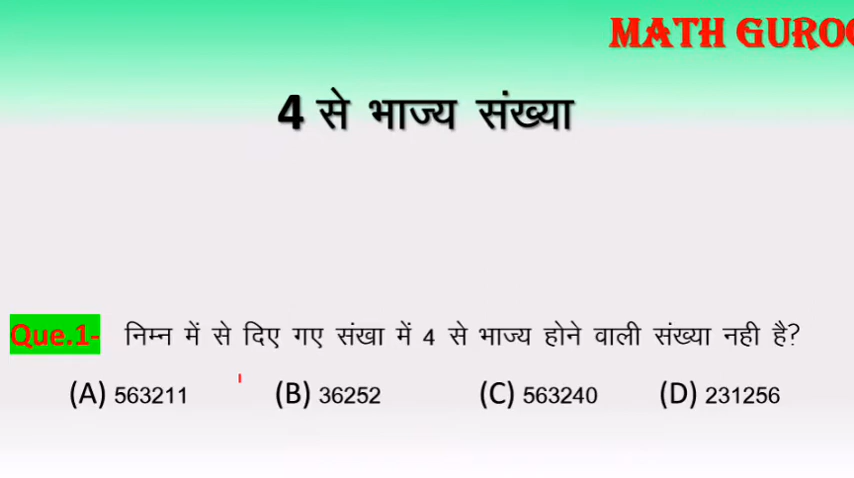 MATH GURO
4 से भाज्य संख्या
Que.1- निम्न में से दिए गए संखा में 4 से भाज्य होने वाली संख्या नही है?
(A) 563211 (B) 36252 (C) 563240 (D) 231256